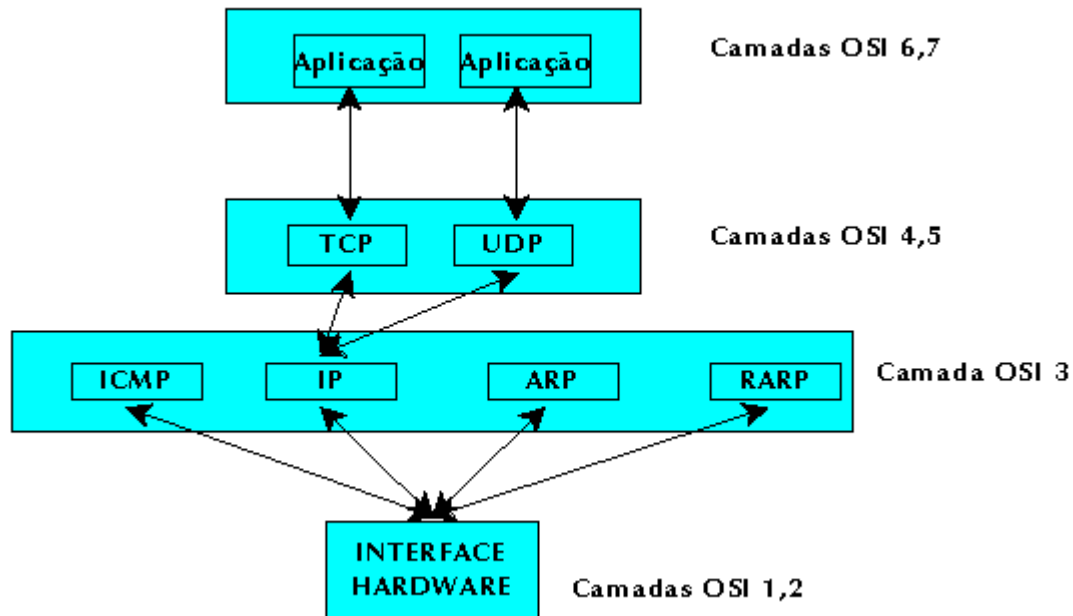 Aplicação Aplicação
Camadas OSI 6,7
TCP UDP
Camadas OSI 4,5
ICMP IP ARP RARP
Camada OSI 3
INTERFACE
HARDWARE
Camadas OSI 1,2